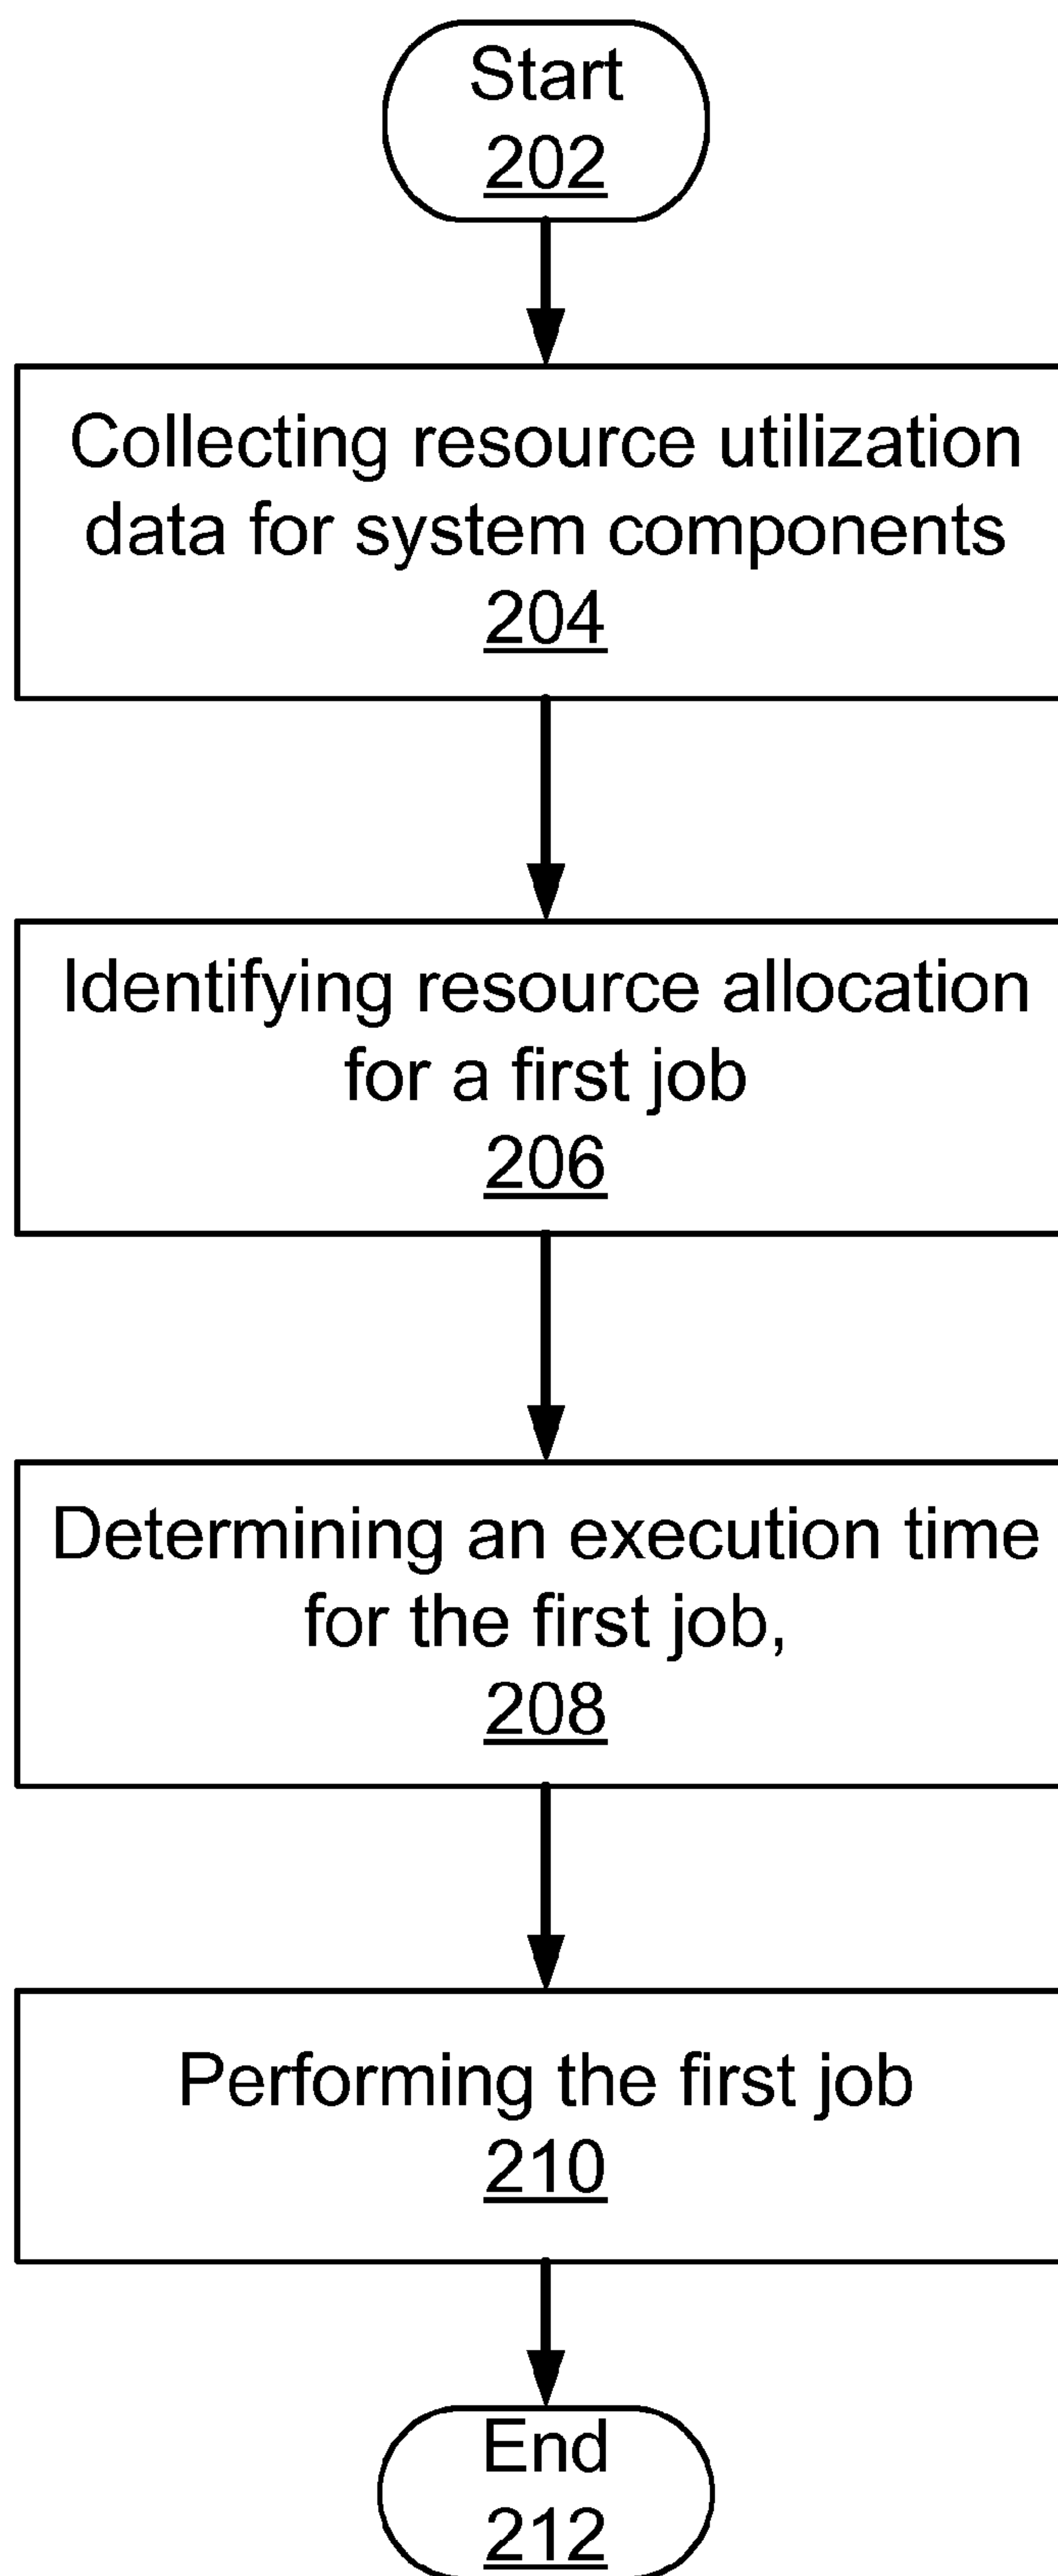 Start
202
Collecting resource utilization
data for system components
204
Identifying resource allocation
for a first job
206
Determining an execution time
for the first job,
208
Performing the first job
210
End
212